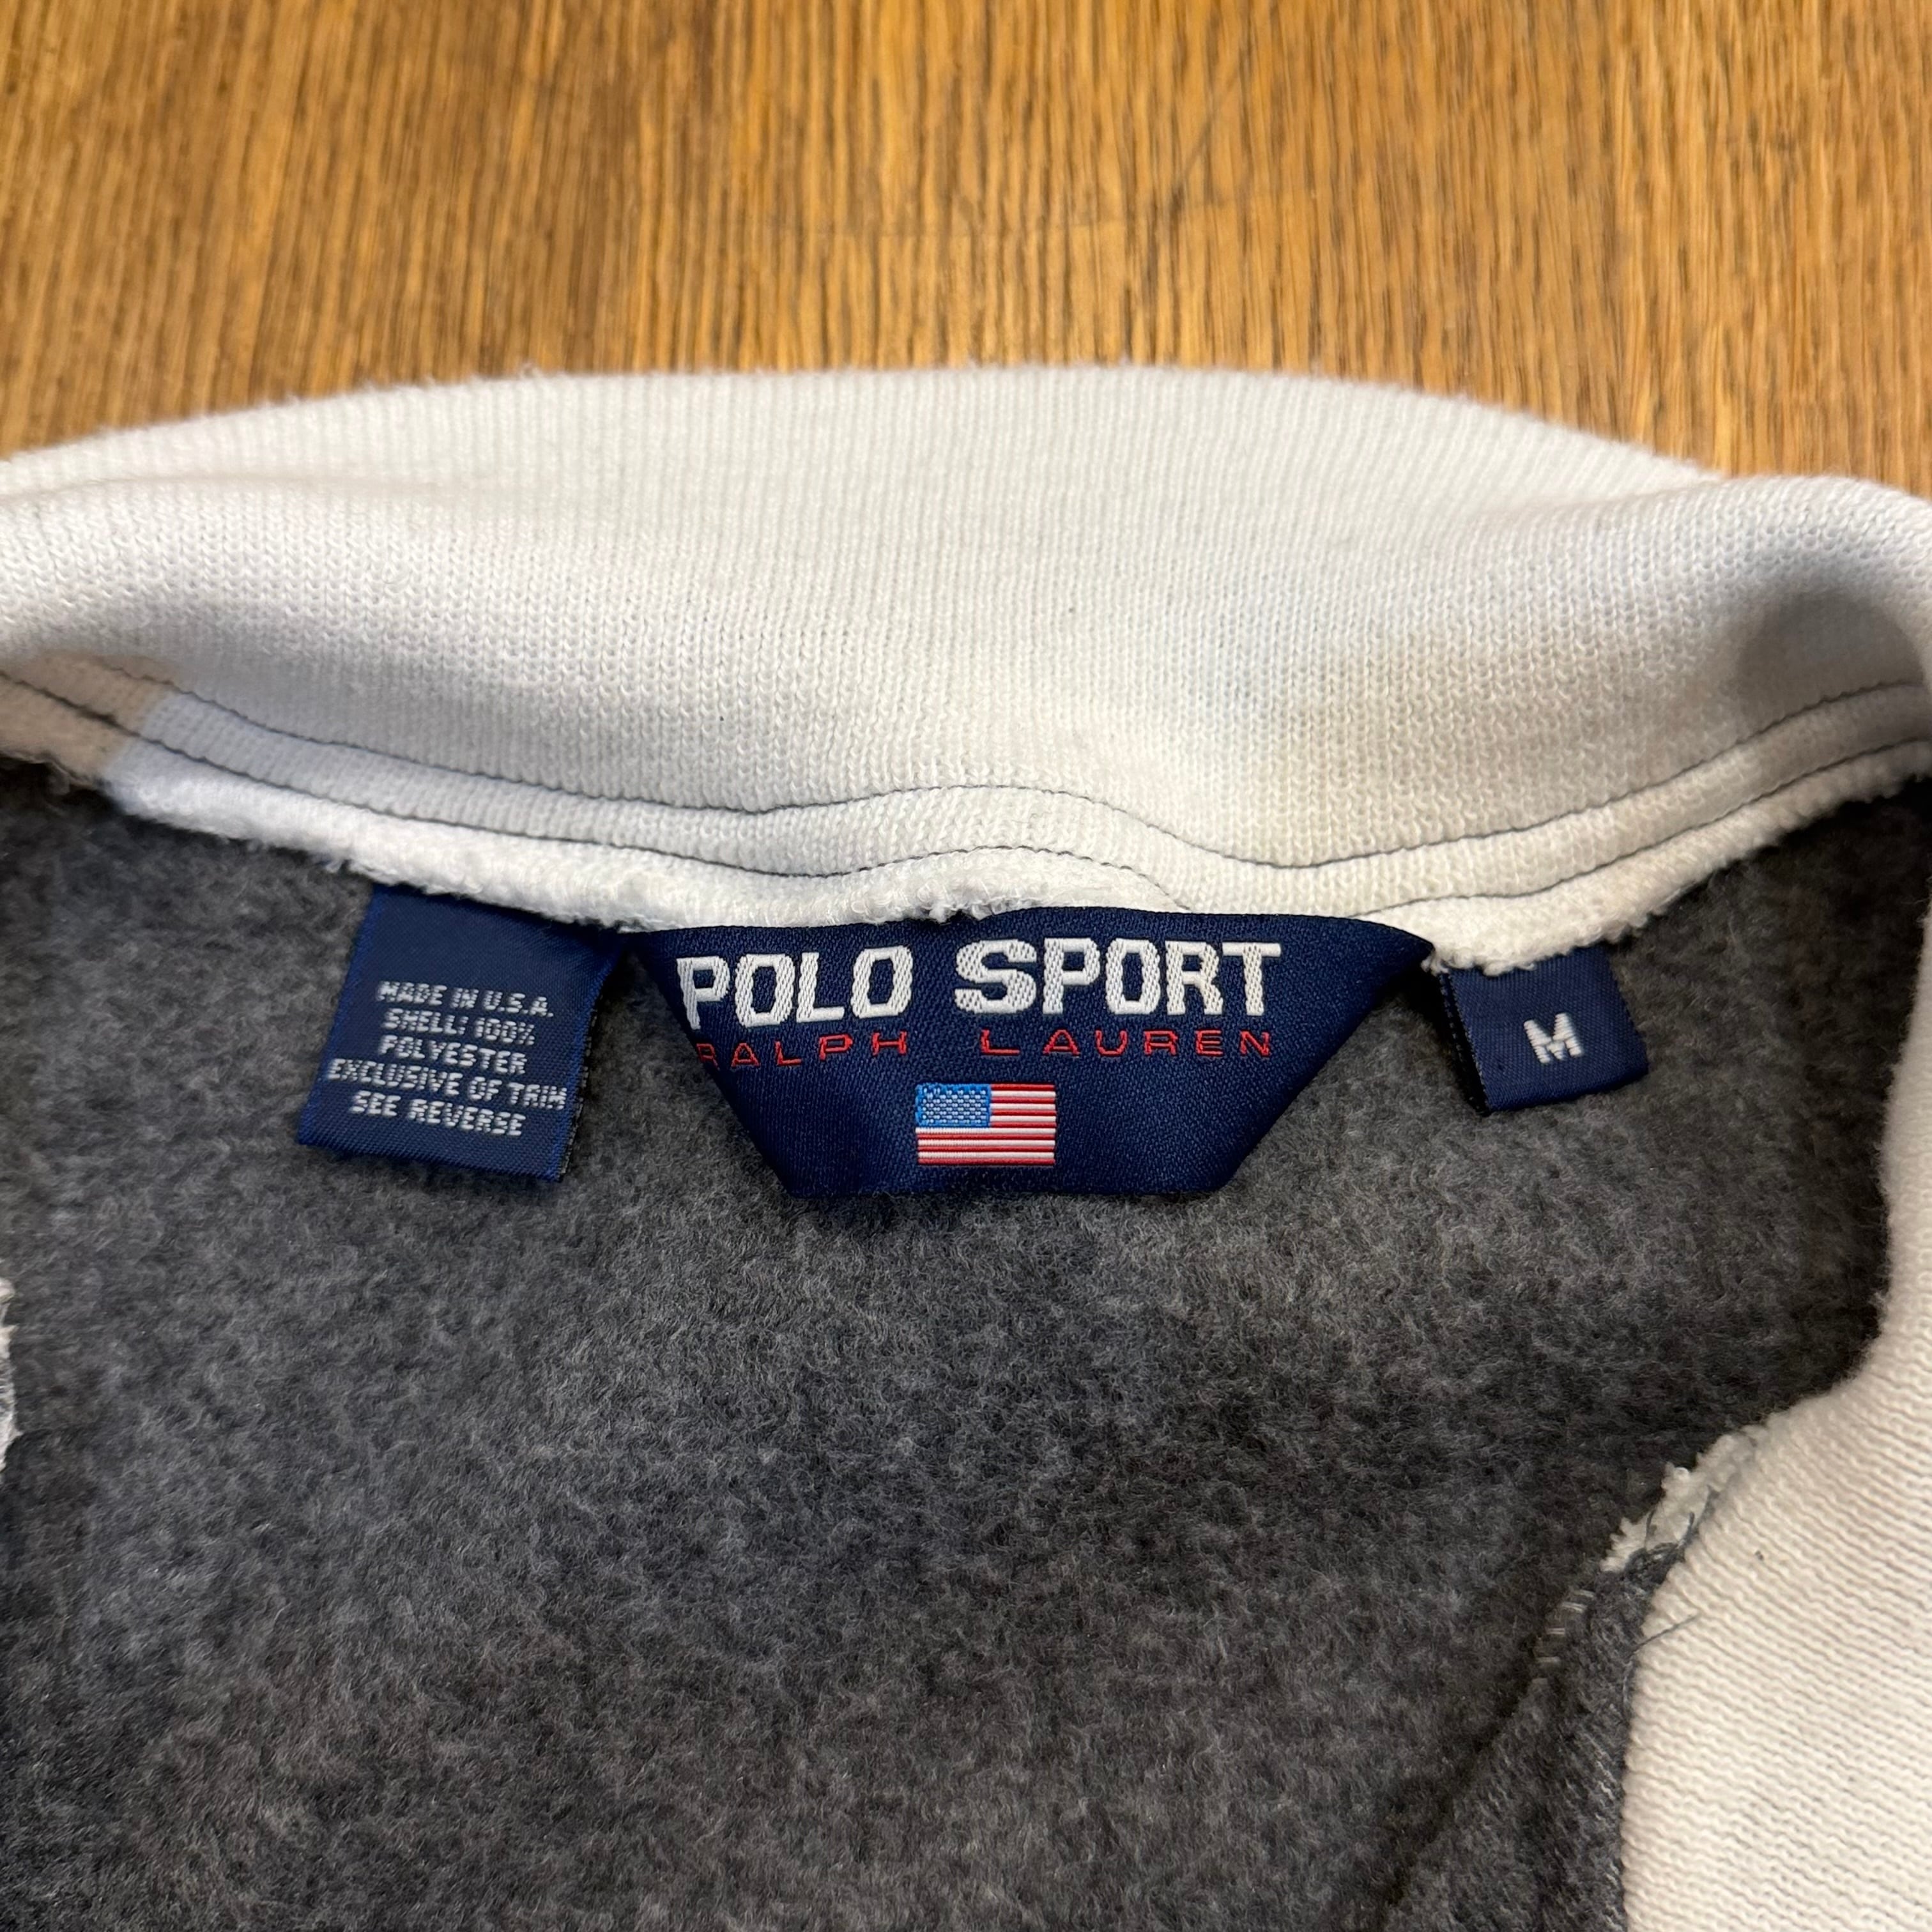 MADE IN U.S.A.
SHELL: 100%
POLYESTER
EXCLUSIVE OF TRIM
SEE REVERSE
POLO SPORT
RALPH LAUREN
M